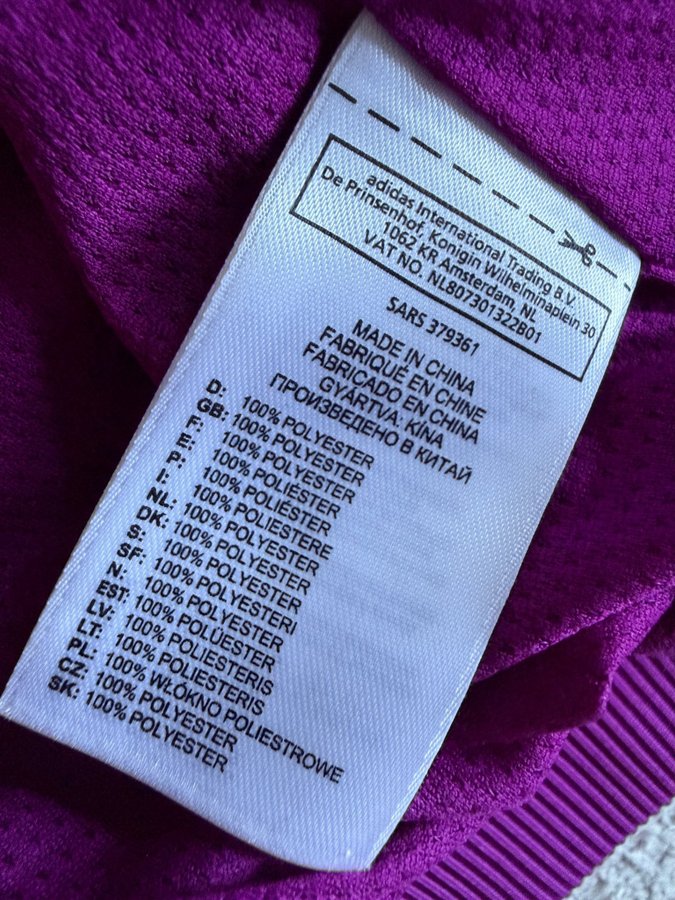 adidas International Trading B.V.
De Prinsenhof, Konigin Wilhelminaplein 30
1062 KR Amsterdam, NL
VAT NO. NL807301322B01
SARS 379361
MADE IN CHINA
FABRIQUÉ EN CHINE
FABRICADO EN CHINA
GYÁRTVA: KÍNA
ПРОИЗВЕДЕНО В КИТАЙ
D: 100% POLYESTER
GB: 100% POLYESTER
F: 100% POLYESTER
E: 100% POLIÉSTER
P: 100% POLIÉSTER
I: 100% POLIESTERE
NL: 100% POLYESTER
DK: 100% POLYESTER
S: 100% POLYESTER
SF: 100% POLYESTERI
N: 100% POLYESTER
EST: 100% POLÜESTER
LV: 100% POLIESTERIS
LT: 100% POLIESTERIS
PL: 100% WŁÓKNO POLIESTROWE
CZ: 100% POLYESTER
SK: 100% POLYESTER